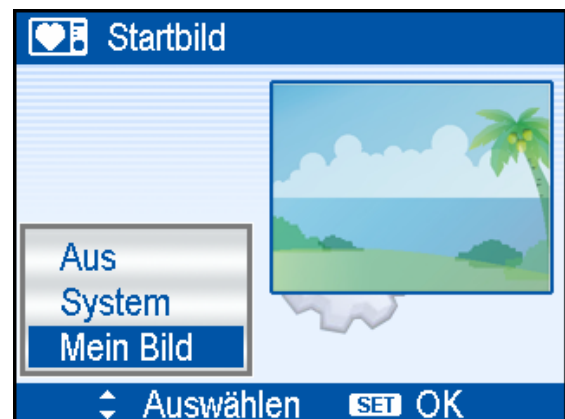 Startbild
Aus
System
Mein Bild
Auswählen SET OK